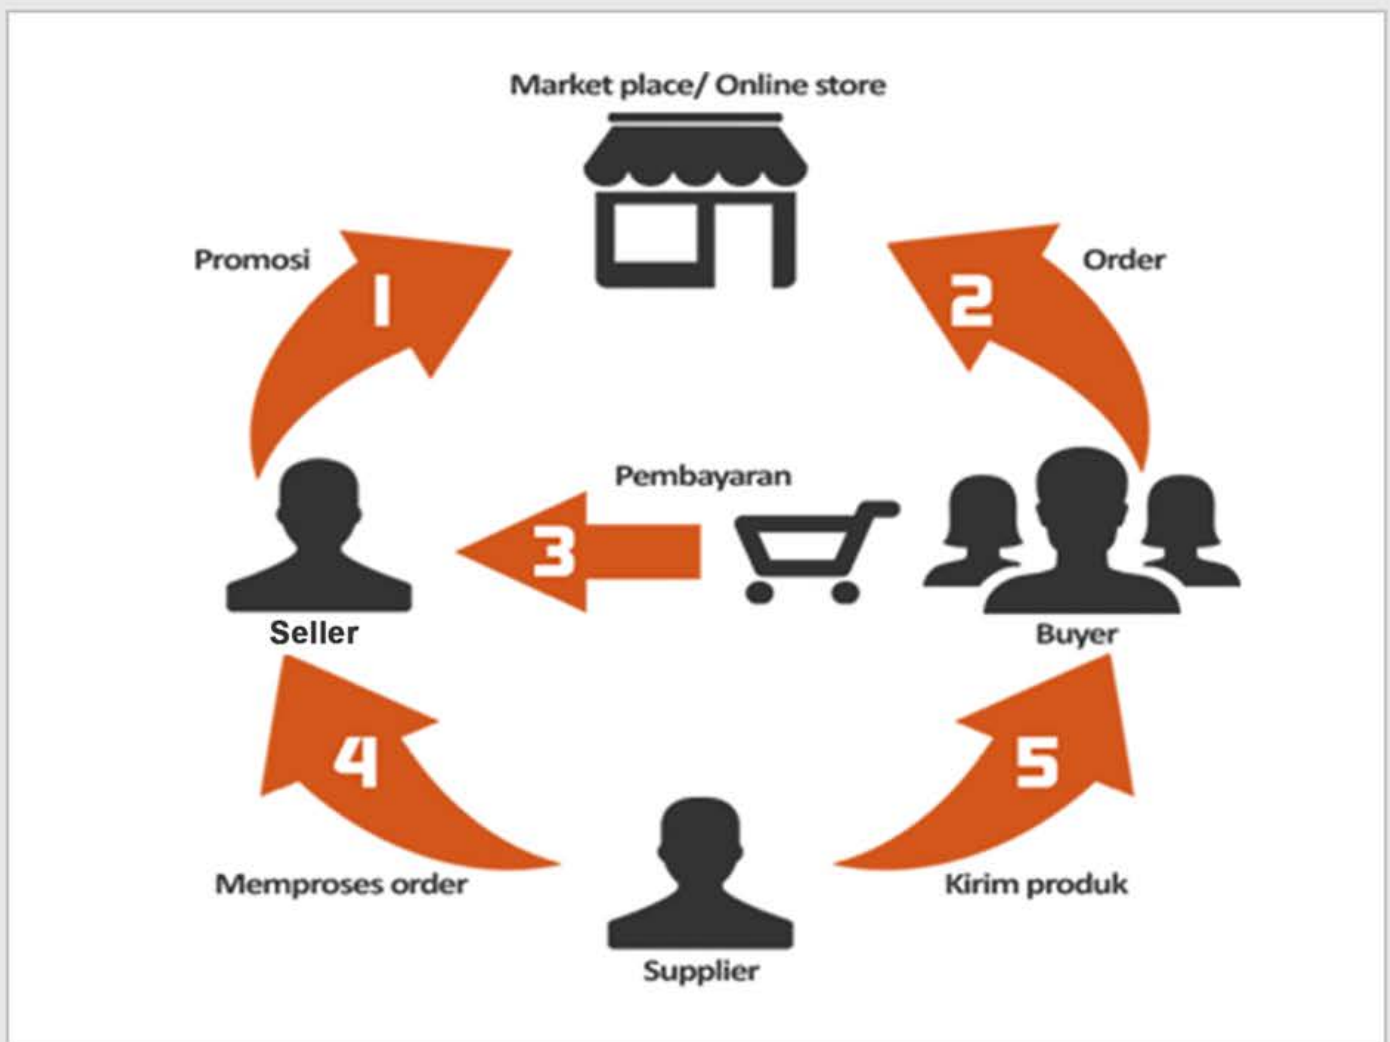 Market place/ Online store
Promosi
1
2
Order
Pembayaran
3
Seller
Buyer
4
5
Memproses order
Kirim produk
Supplier